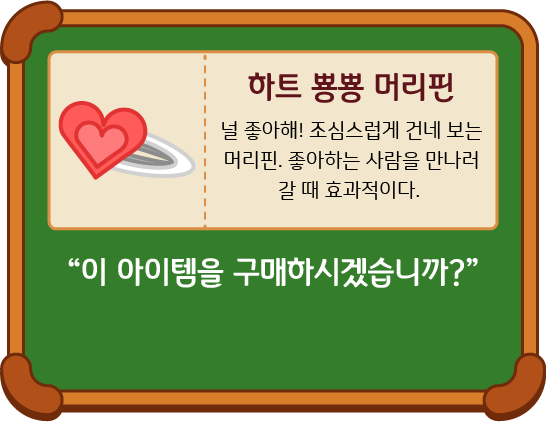 하트 뿅뿅 머리핀
널 좋아해! 조심스럽게 건네 보는
머리핀. 좋아하는 사람을 만나러
갈 때 효과적이다.
“이 아이템을 구매하시겠습니까?”